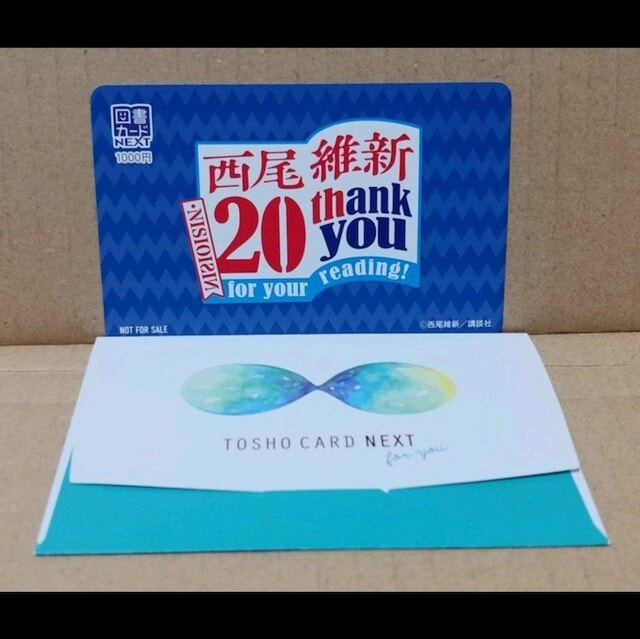 図書
カード
NEXT
1000円
西尾維新
NISIOISIN
20
thank
you
for your reading!
NOT FOR SALE
©西尾維新／講談社
TOSHO CARD NEXT
for you